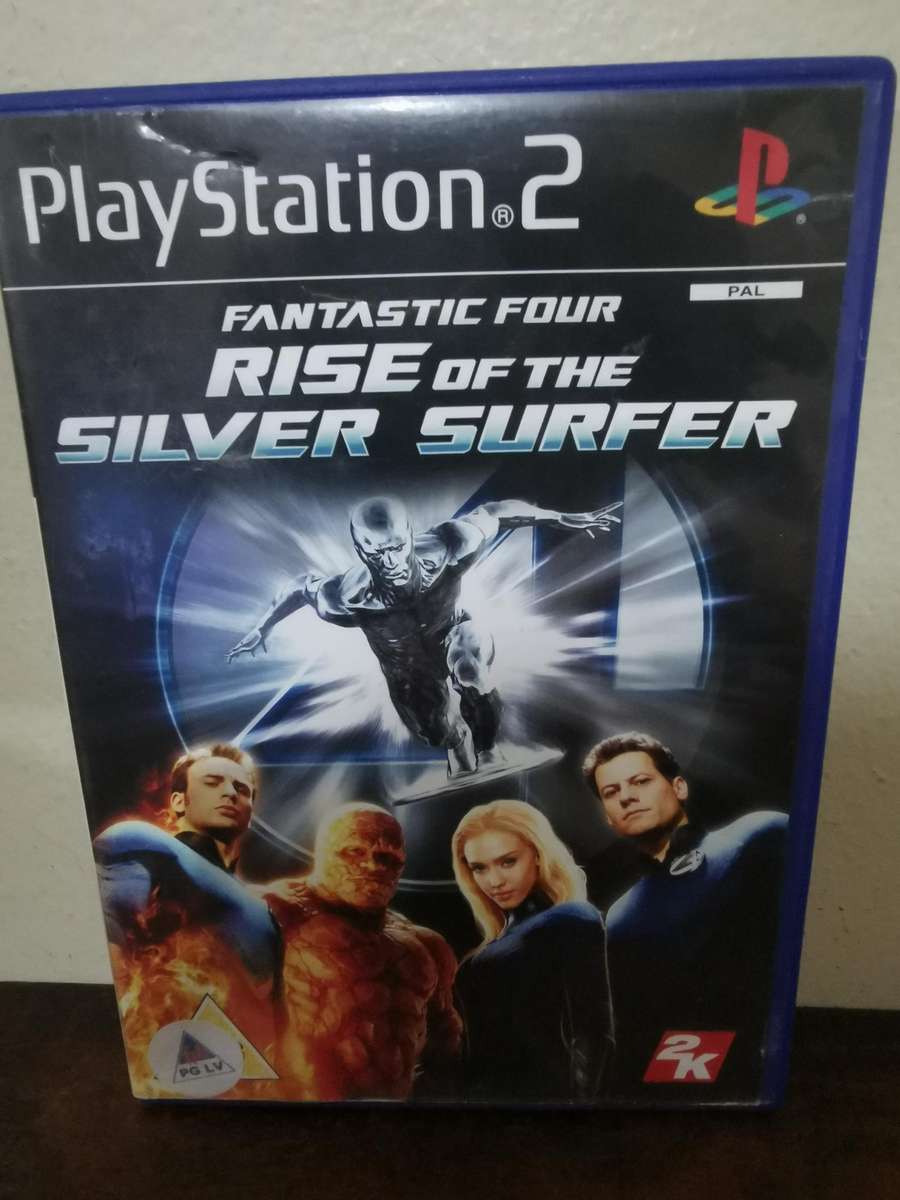 PlayStation®2
PAL
FANTASTIC FOUR
RISE OF THE
SILVER SURFER
PG LV
2K